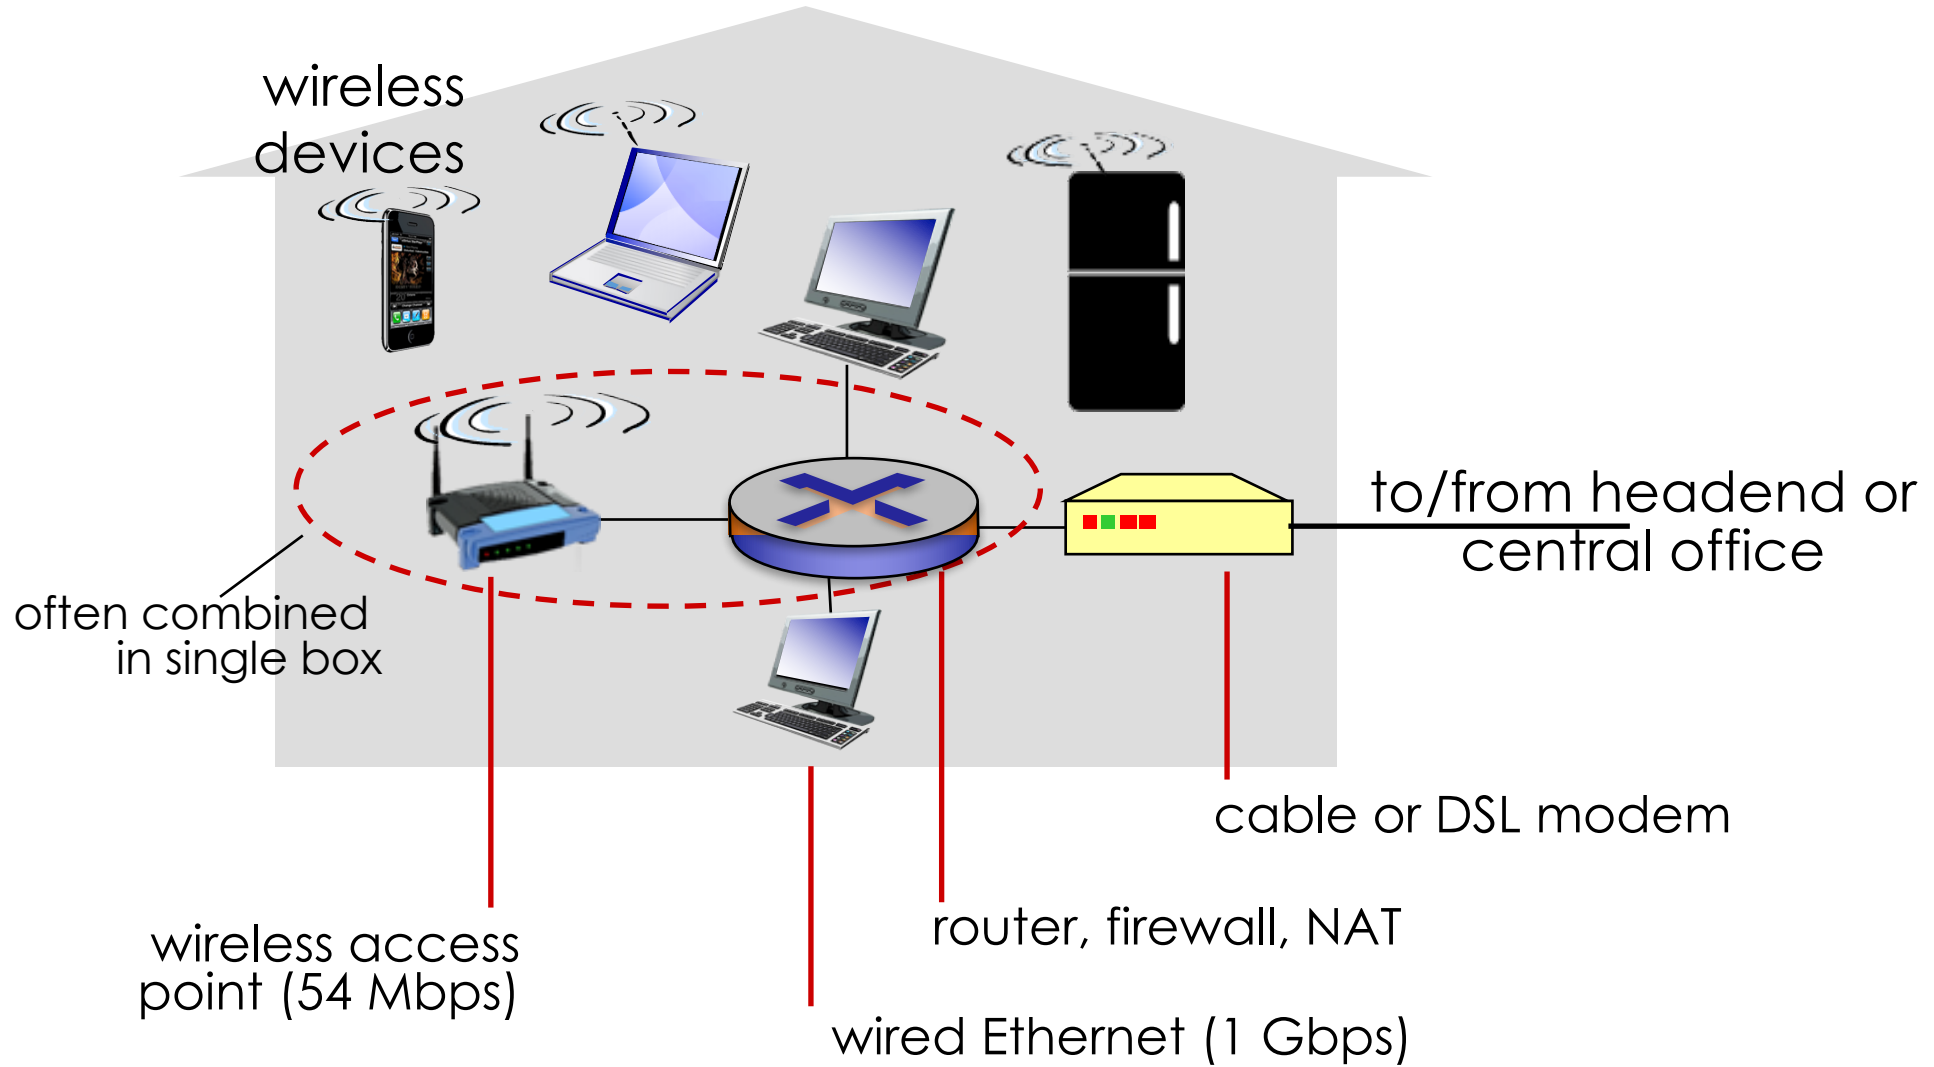 wireless
devices
to/from headend or
central office
often combined
in single box
cable or DSL modem
router, firewall, NAT
wireless access
point (54 Mbps)
wired Ethernet (1 Gbps)